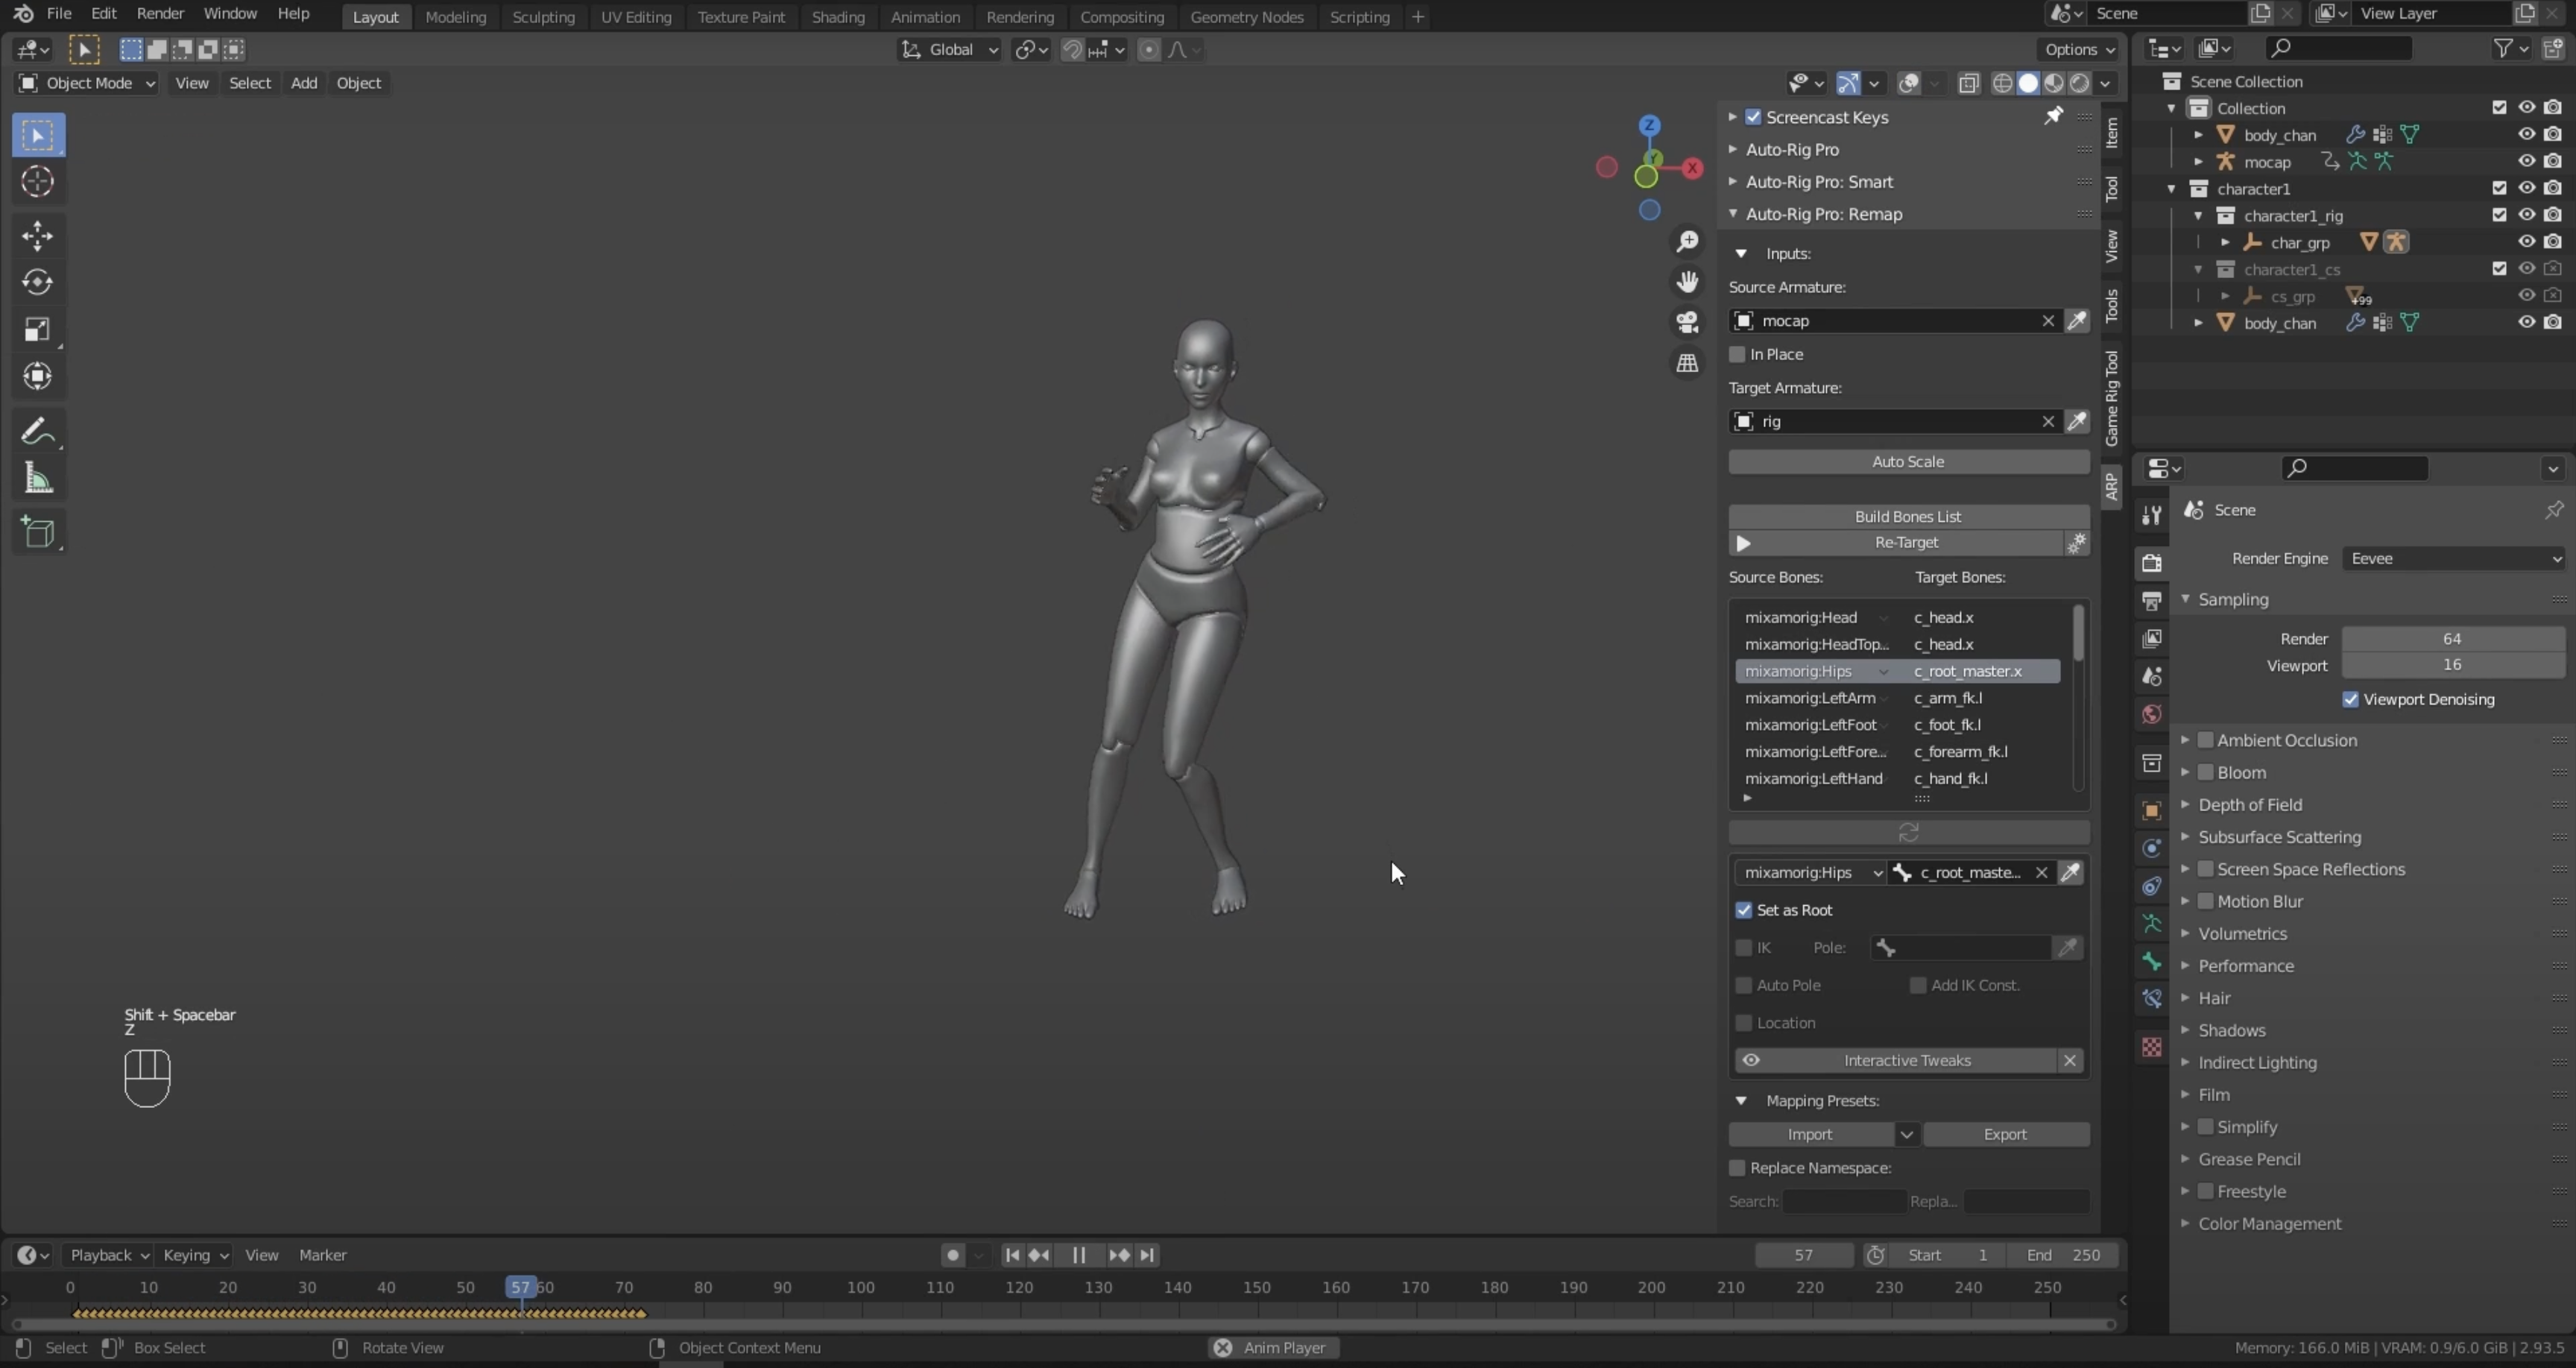 File Edit Render Window Help Layout Modeling Sculpting UV Editing Texture Paint Shading Animation Rendering Compositing Geometry Nodes Scripting + Scene View Layer
Global Options
Object Mode View Select Add Object
Z
Y
X
Screencast Keys
Auto-Rig Pro
Auto-Rig Pro: Smart
Auto-Rig Pro: Remap
Inputs:
Source Armature:
mocap
In Place
Target Armature:
rig
Auto Scale
Build Bones List
Re-Target
Source Bones: Target Bones:
mixamorig:Head c_head.x
mixamorig:HeadTop... c_head.x
mixamorig:Hips c_root_master.x
mixamorig:LeftArm c_arm_fk.l
mixamorig:LeftFoot c_foot_fk.l
mixamorig:LeftFore... c_forearm_fk.l
mixamorig:LeftHand c_hand_fk.l
mixamorig:Hips c_root_maste...
Set as Root
IK Pole:
Auto Pole Add IK Const.
Location
Interactive Tweaks
Mapping Presets:
Import Export
Replace Namespace:
Search: Repla...
Item
Tool
View
Tools
Game Rig Tool
ARP
Scene Collection
Collection
body_chan
mocap
character1
character1_rig
char_grp
character1_cs
cs_grp +99
body_chan
Scene
Render Engine Eevee
Sampling
Render 64
Viewport 16
Viewport Denoising
Ambient Occlusion
Bloom
Depth of Field
Subsurface Scattering
Screen Space Reflections
Motion Blur
Volumetrics
Performance
Hair
Shadows
Indirect Lighting
Film
Simplify
Grease Pencil
Freestyle
Color Management
Shift + Spacebar
Z
Playback Keying View Marker 57 Start 1 End 250
0 10 20 30 40 50 57 60 70 80 90 100 110 120 130 140 150 160 170 180 190 200 210 220 230 240 250
Select Box Select Rotate View Object Context Menu Anim Player Memory: 166.0 MiB | VRAM: 0.9/6.0 GiB | 2.93.5